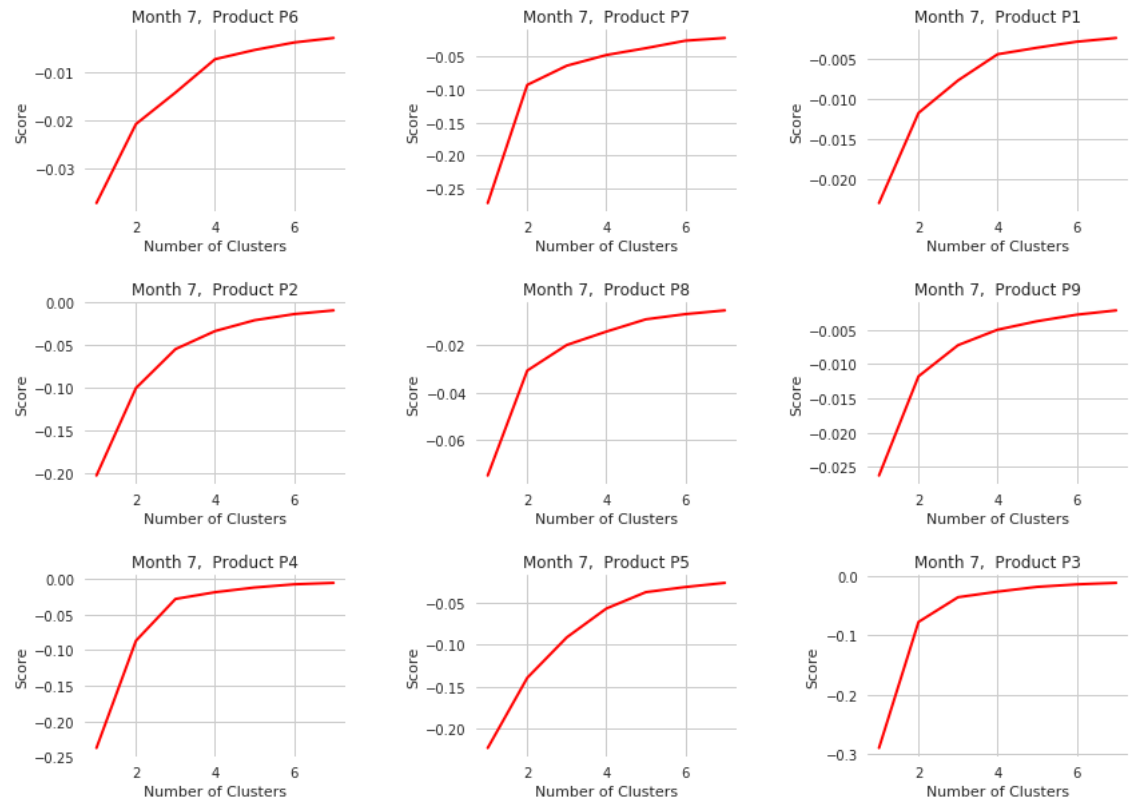 Month 7,  Product P6
Score
−0.01
−0.02
−0.03
2 4 6
Number of Clusters
Month 7,  Product P7
Score
−0.05
−0.10
−0.15
−0.20
−0.25
2 4 6
Number of Clusters
Month 7,  Product P1
Score
−0.005
−0.010
−0.015
−0.020
2 4 6
Number of Clusters
Month 7,  Product P2
Score
0.00
−0.05
−0.10
−0.15
−0.20
2 4 6
Number of Clusters
Month 7,  Product P8
Score
−0.02
−0.04
−0.06
2 4 6
Number of Clusters
Month 7,  Product P9
Score
−0.005
−0.010
−0.015
−0.020
−0.025
2 4 6
Number of Clusters
Month 7,  Product P4
Score
0.00
−0.05
−0.10
−0.15
−0.20
−0.25
2 4 6
Number of Clusters
Month 7,  Product P5
Score
−0.05
−0.10
−0.15
−0.20
2 4 6
Number of Clusters
Month 7,  Product P3
Score
0.0
−0.1
−0.2
−0.3
2 4 6
Number of Clusters